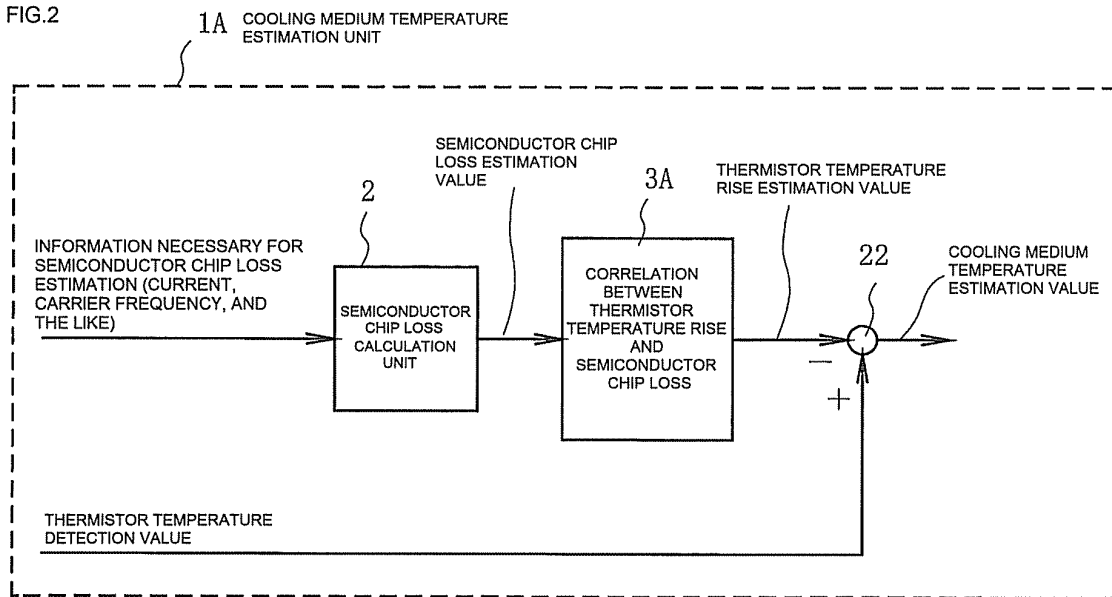 FIG.2
1A
COOLING MEDIUM TEMPERATURE
ESTIMATION UNIT
SEMICONDUCTOR CHIP
LOSS ESTIMATION
VALUE
THERMISTOR TEMPERATURE
RISE ESTIMATION VALUE
2
3A
22
COOLING MEDIUM
TEMPERATURE
ESTIMATION VALUE
INFORMATION NECESSARY FOR
SEMICONDUCTOR CHIP LOSS
ESTIMATION (CURRENT,
CARRIER FREQUENCY, AND
THE LIKE)
SEMICONDUCTOR
CHIP LOSS
CALCULATION
UNIT
CORRELATION
BETWEEN
THERMISTOR
TEMPERATURE RISE
AND
SEMICONDUCTOR
CHIP LOSS
−
+
THERMISTOR TEMPERATURE
DETECTION VALUE